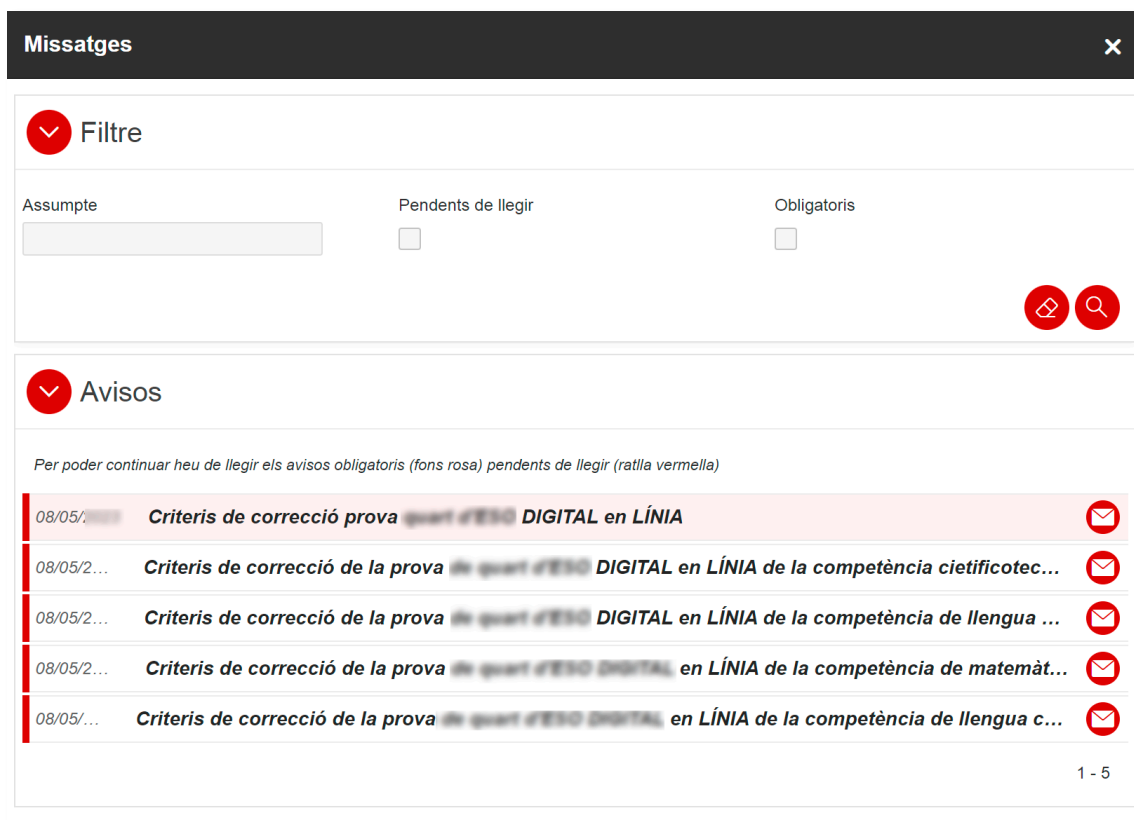 Missatges
Filtre
Assumpte Pendents de llegir Obligatoris
Avisos
Per poder continuar heu de llegir els avisos obligatoris (fons rosa) pendents de llegir (ratlla vermella)
08/05/ Criteris de correcció prova DIGITAL en LÍNIA
08/05/2… Criteris de correcció de la prova DIGITAL en LÍNIA de la competència cietificotec…
08/05/2… Criteris de correcció de la prova DIGITAL en LÍNIA de la competència de llengua …
08/05/2… Criteris de correcció de la prova en LÍNIA de la competència de matemàt…
08/05/… Criteris de correcció de la prova en LÍNIA de la competència de llengua c…
1 - 5